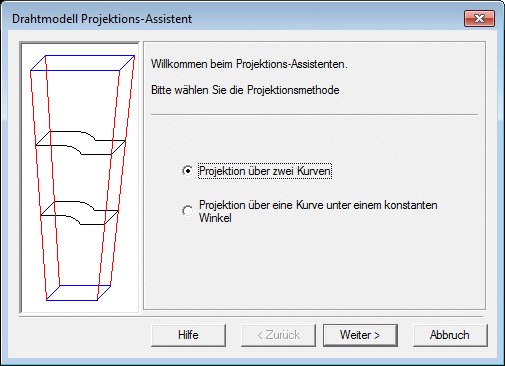 Drahtmodell Projektions-Assistent
Willkommen beim Projektions-Assistenten.
Bitte wählen Sie die Projektionsmethode
Projektion über zwei Kurven
Projektion über eine Kurve unter einem konstanten
Winkel
Hilfe
< Zurück
Weiter >
Abbruch